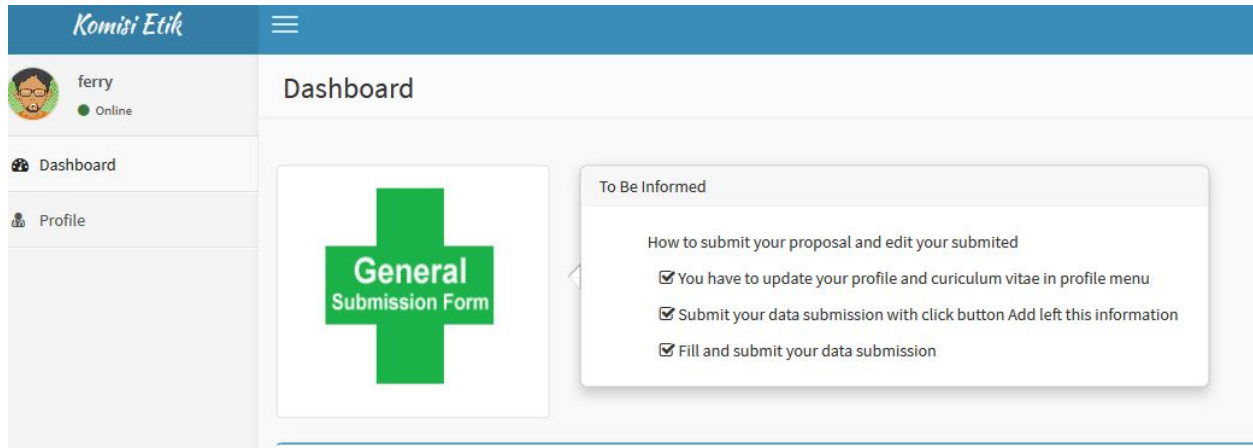 Komisi Etik
ferry
Online
Dashboard
Profile
Dashboard
General
Submission Form
To Be Informed
How to submit your proposal and edit your submited
You have to update your profile and curiculum vitae in profile menu
Submit your data submission with click button Add left this information
Fill and submit your data submission